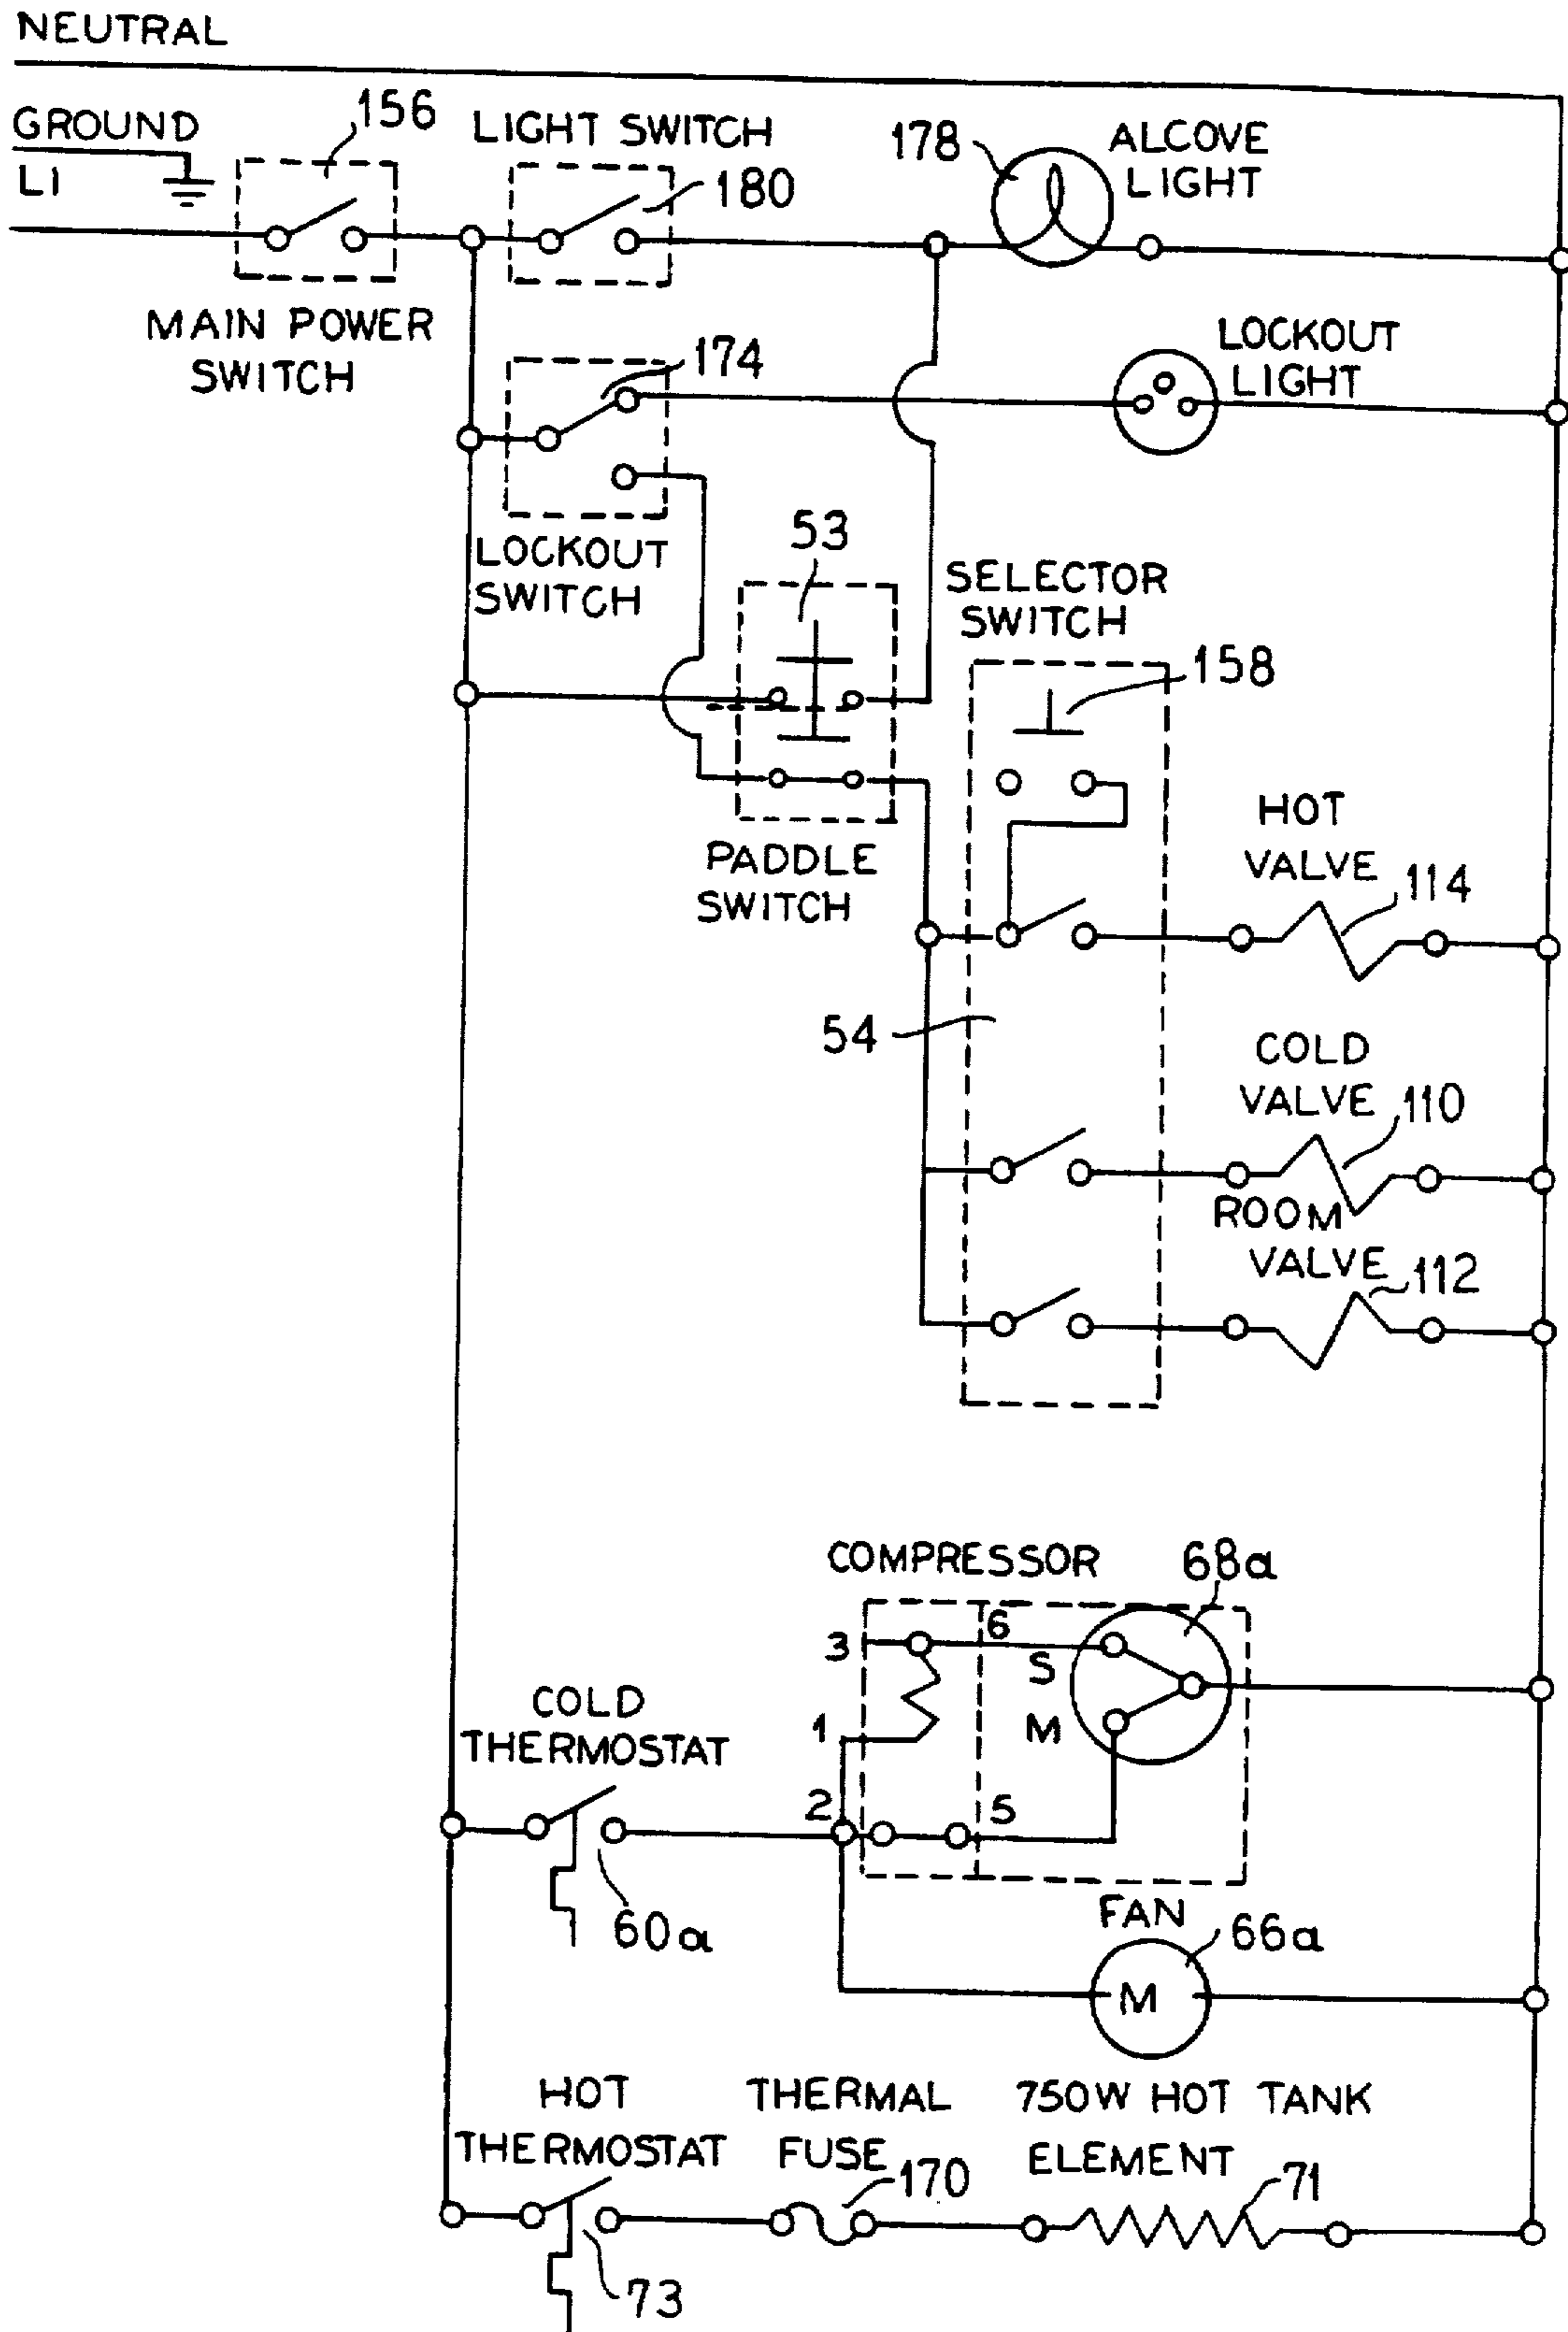 NEUTRAL
GROUND
L1
156
LIGHT SWITCH
180
178
ALCOVE
LIGHT
MAIN POWER
SWITCH
174
LOCKOUT
LIGHT
LOCKOUT
SWITCH
53
SELECTOR
SWITCH
158
PADDLE
SWITCH
HOT
VALVE
114
54
COLD
VALVE
110
ROOM
VALVE
112
COMPRESSOR
68a
3
6
S
1
M
COLD
THERMOSTAT
2
5
60a
FAN
66a
M
HOT
THERMOSTAT
THERMAL
FUSE
170
750W HOT TANK
ELEMENT
71
73